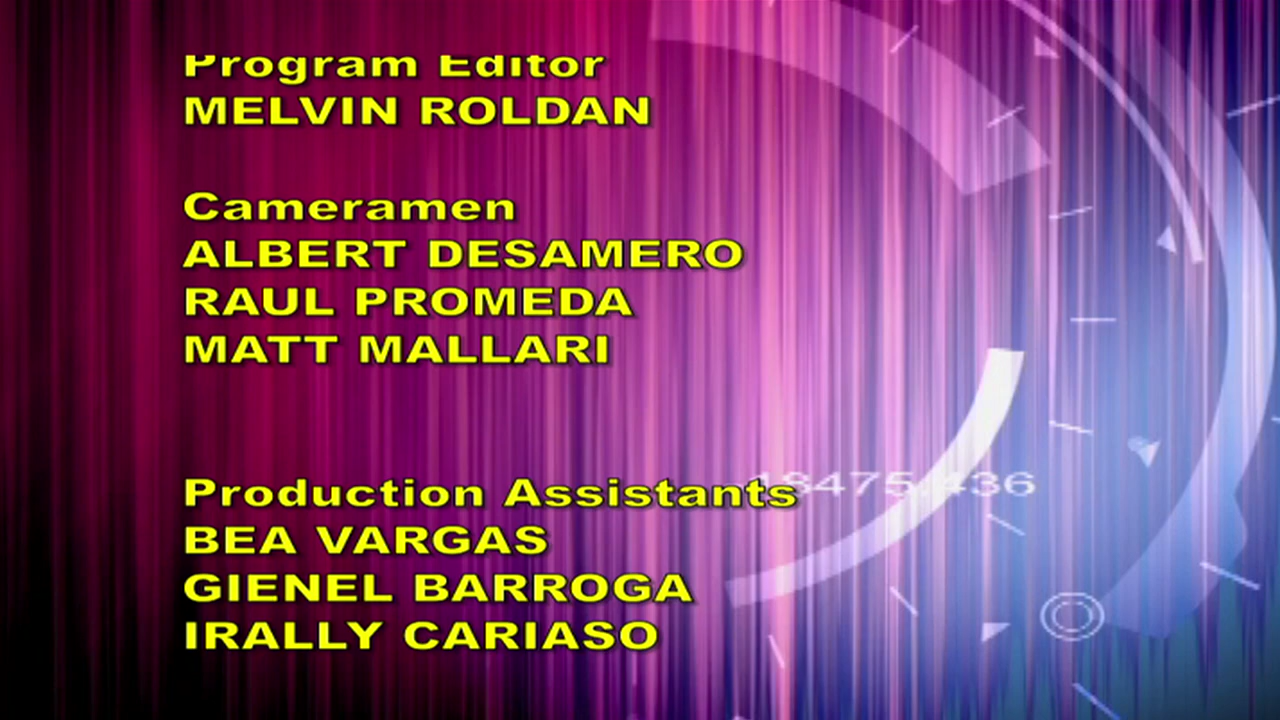 Program Editor
MELVIN ROLDAN
Cameramen
ALBERT DESAMERO
RAUL PROMEDA
MATT MALLARI
Production Assistants
BEA VARGAS
GIENEL BARROGA
IRALLY CARIASO